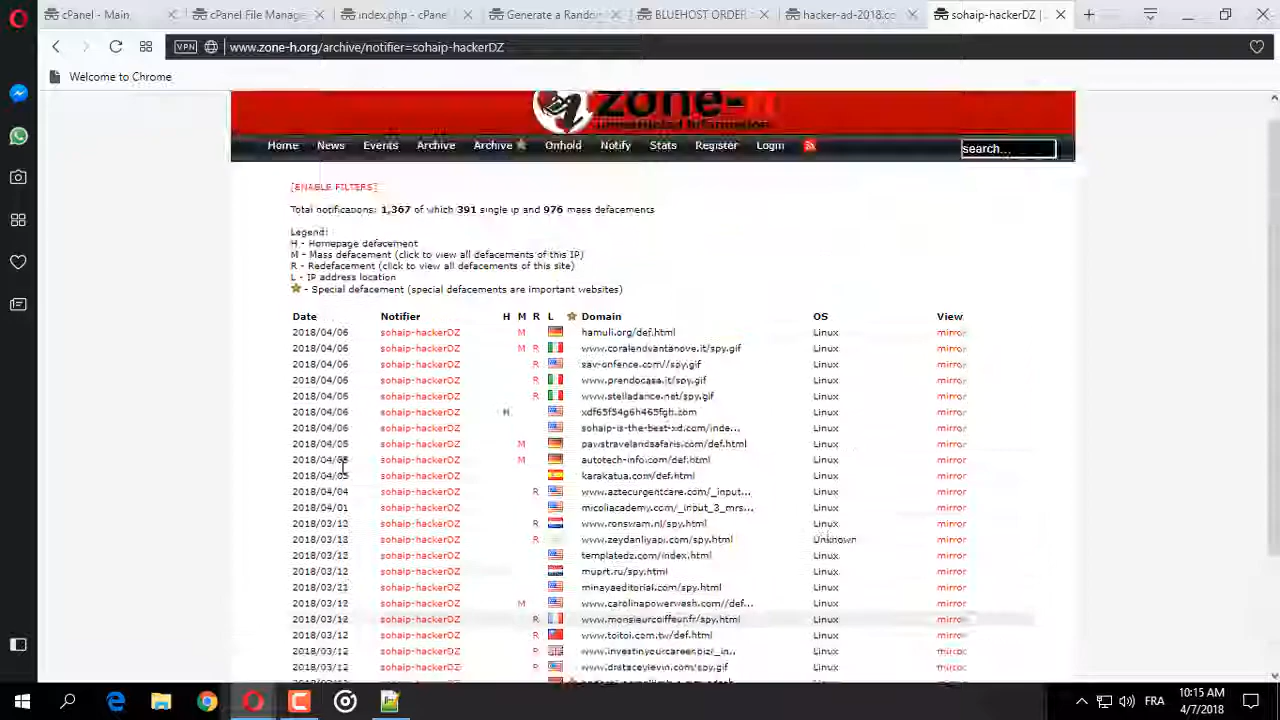 cPanel - Main
cPanel File Manage
index.php - cPane
Generate a Rando
BLUEHOST ORDER
hacker-ad-2018.co
sohaip-hackerDZ |
VPN www.zone-h.org/archive/notifier=sohaip-hackerDZ
Welcome to Chrome
zone-
Home News Events Archive Archive Onhold Notify Stats Register Login search...
[ENABLE FILTERS]
Total notifications: 1,367 of which 391 single ip and 976 mass defacements
Legend:
H - Homepage defacement
M - Mass defacement (click to view all defacements of this IP)
R - Redefacement (click to view all defacements of this site)
L - IP address location
- Special defacement (special defacements are important websites)
Date Notifier H M R L Domain OS View
2018/04/06 sohaip-hackerDZ M hamuli.org/def.html Linux mirror
2018/04/06 sohaip-hackerDZ M R www.coralendvantanove.it/spy.gif Linux mirror
2018/04/06 sohaip-hackerDZ R sav-onfence.com//spy.gif Linux mirror
2018/04/06 sohaip-hackerDZ R www.prendocasa.it/spy.gif Linux mirror
2018/04/06 sohaip-hackerDZ R www.stelladance.net/spy.gif Linux mirror
2018/04/06 sohaip-hackerDZ H Linux mirror
2018/04/06 sohaip-hackerDZ sohaip-is-the-best-xd.com/inde... Linux mirror
2018/04/05 sohaip-hackerDZ M pawstravelandsafaris.com/def.html Linux mirror
2018/04/05 sohaip-hackerDZ M autotech-info.com/def.html Linux mirror
2018/04/05 sohaip-hackerDZ karakatua.com/def.html Linux mirror
2018/04/04 sohaip-hackerDZ R www.aztecurgentcare.com/_input... Linux mirror
2018/04/01 sohaip-hackerDZ micoliacademy.com/_input_3_mrs... Linux mirror
2018/03/12 sohaip-hackerDZ R www.ronswam.nl/spy.html Linux mirror
2018/03/12 sohaip-hackerDZ R www.zeydanliyapi.com/spy.html Unknown mirror
2018/03/12 sohaip-hackerDZ templatedz.com/index.html Linux mirror
2018/03/12 sohaip-hackerDZ muprt.ru/spy.html Linux mirror
2018/03/21 sohaip-hackerDZ minayaeditorial.com/spy.html Linux mirror
2018/03/12 sohaip-hackerDZ M www.carolinapowerwash.com//def... Linux mirror
2018/03/12 sohaip-hackerDZ R www.monsieurcoiffeur.fr/spy.html Linux mirror
2018/03/12 sohaip-hackerDZ R www.toitoi.com.tw/def.html Linux mirror
2018/03/12 sohaip-hackerDZ R www.investinyourcareer.biz/_in... Linux mirror
2018/03/12 sohaip-hackerDZ R Linux mirror
FRA
10:15 AM
4/7/2018